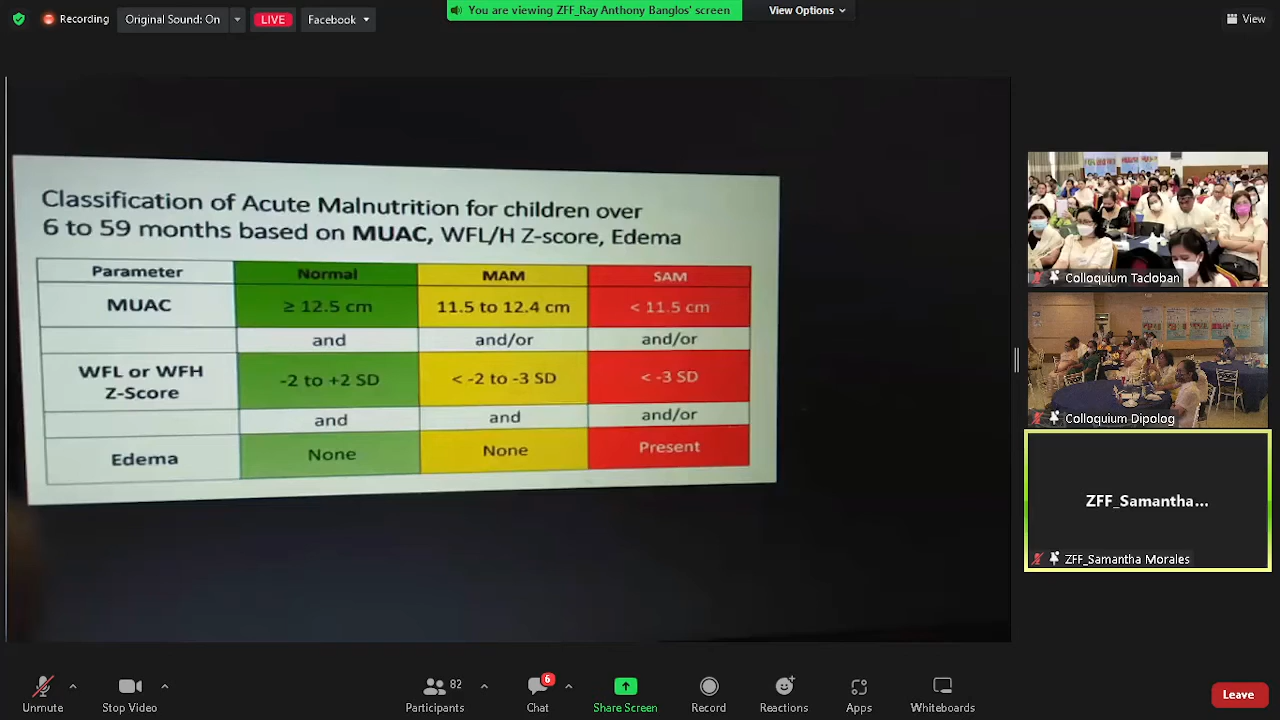 Recording
Original Sound: On
LIVE
Facebook
You are viewing ZFF_Ray Anthony Banglos' screen
View Options
View
Classification of Acute Malnutrition for children over
6 to 59 months based on MUAC, WFL/H Z-score, Edema
Parameter Normal MAM SAM
MUAC ≥ 12.5 cm 11.5 to 12.4 cm < 11.5 cm
and and/or and/or
WFL or WFH
Z-Score -2 to +2 SD < -2 to -3 SD < -3 SD
and and and/or
Edema None None Present
Colloquium Tacloban
Colloquium Dipolog
ZFF_Samantha...
ZFF_Samantha Morales
Unmute
Stop Video
Participants 82
Chat 6
Share Screen
Record
Reactions
Apps
Whiteboards
Leave